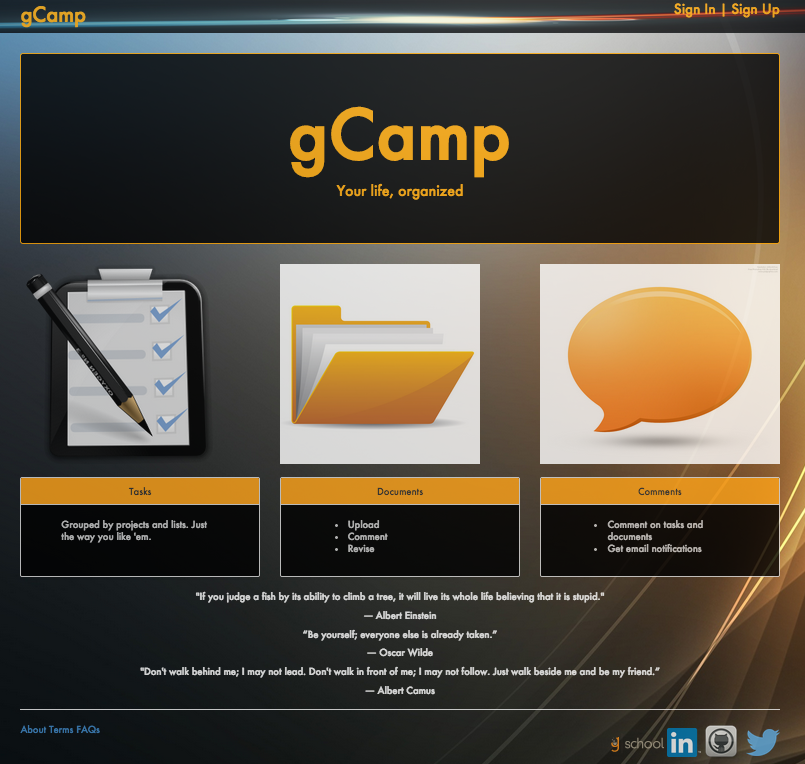 gCamp
Sign In | Sign Up
gCamp
Your life, organized
Tasks
Documents
Comments
Grouped by projects and lists. Just
the way you like 'em.
• Upload
• Comment
• Revise
• Comment on tasks and
documents
• Get email notifications
"If you judge a fish by its ability to climb a tree, it will live its whole life believing that it is stupid."
— Albert Einstein
“Be yourself; everyone else is already taken.”
— Oscar Wilde
"Don't walk behind me; I may not lead. Don't walk in front of me; I may not follow. Just walk beside me and be my friend.”
— Albert Camus
About Terms FAQs
g school
in